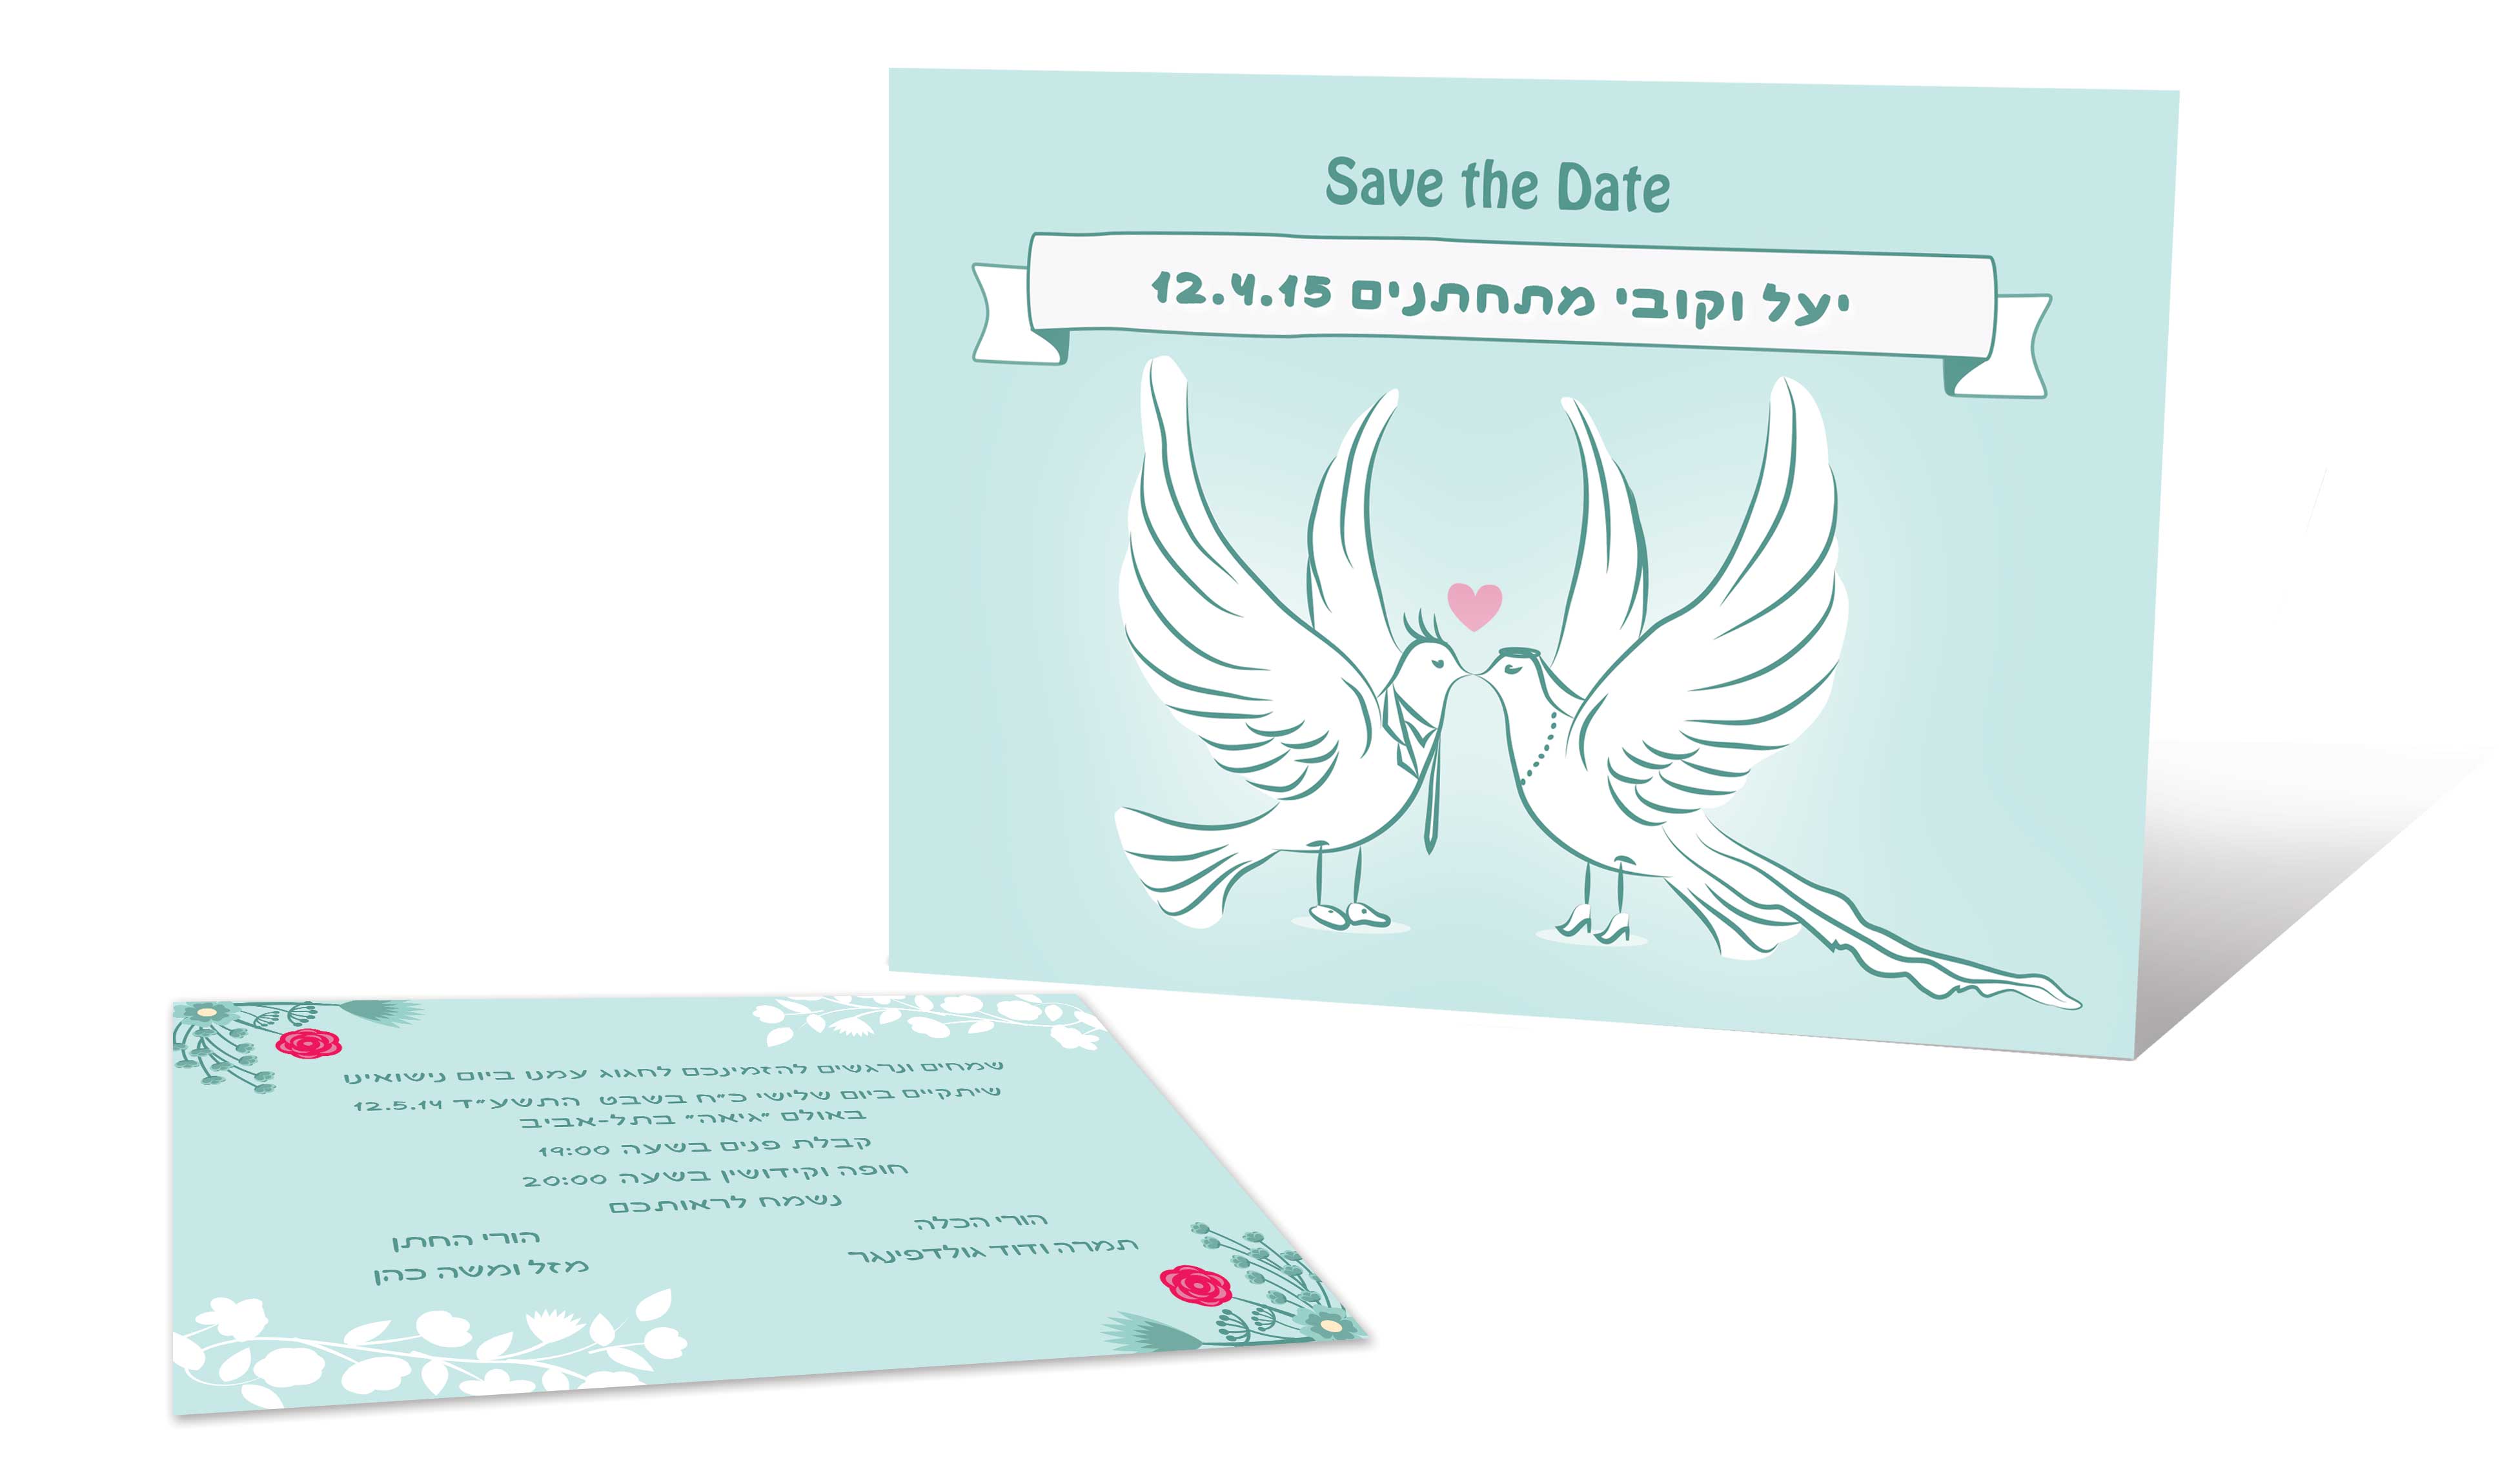 Save the Date
יעל וקובי מתחתנים 12.4.15
שמחים ונרגשים להזמינכם לחגוג עמנו ביום נישואינו
שיתקיים ביום שלישי כ״ח בשבט התשע״ד 12.5.14
באולם ״גיאה״ בתל-אביב
קבלת פנים בשעה 19:00
חופה וקידושין בשעה 20:00
נשמח לראותכם
הורי הכלה
תמרה ודוד גולדפינגר
הורי החתן
מזל ומשה כהן